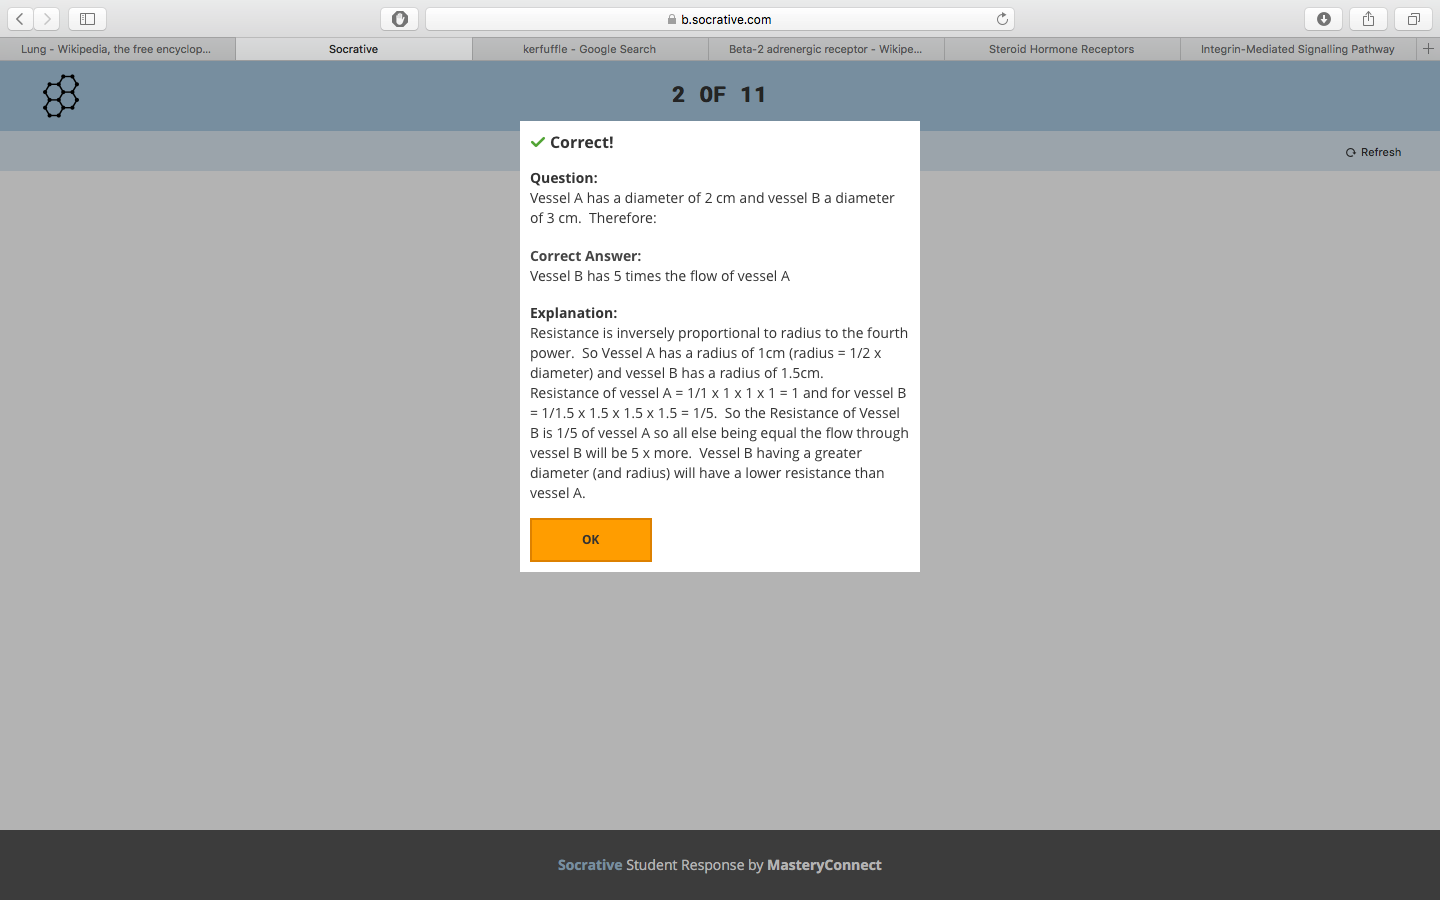 b.socrative.com
Lung - Wikipedia, the free encyclop...
Socrative
kerfuffle - Google Search
Beta-2 adrenergic receptor - Wikipe...
Steroid Hormone Receptors
Integrin-Mediated Signalling Pathway
2 OF 11
Refresh
Correct!
Question:
Vessel A has a diameter of 2 cm and vessel B a diameter
of 3 cm.  Therefore:
Correct Answer:
Vessel B has 5 times the flow of vessel A
Explanation:
Resistance is inversely proportional to radius to the fourth
power.  So Vessel A has a radius of 1cm (radius = 1/2 x
diameter) and vessel B has a radius of 1.5cm.
Resistance of vessel A = 1/1 x 1 x 1 x 1 = 1 and for vessel B
= 1/1.5 x 1.5 x 1.5 x 1.5 = 1/5.  So the Resistance of Vessel
B is 1/5 of vessel A so all else being equal the flow through
vessel B will be 5 x more.  Vessel B having a greater
diameter (and radius) will have a lower resistance than
vessel A.
OK
Socrative Student Response by MasteryConnect